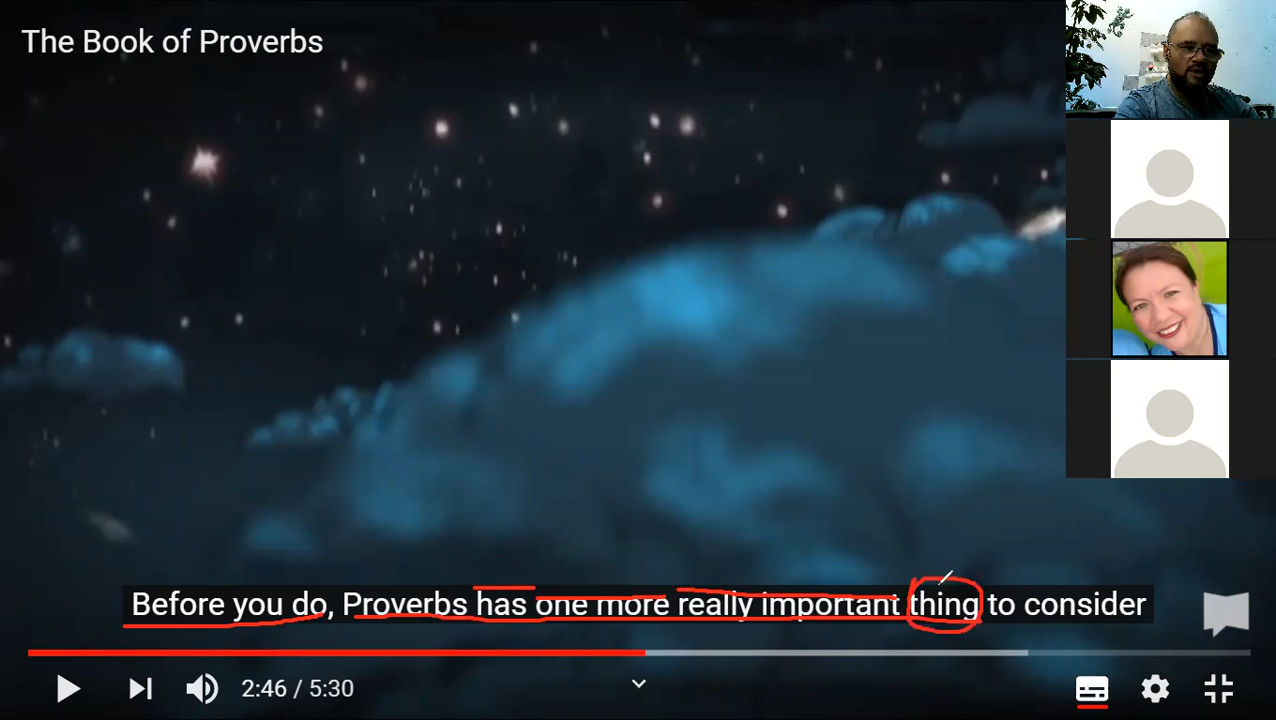 The Book of Proverbs
Before you do, Proverbs has one more really important thing to consider
2:46 / 5:30